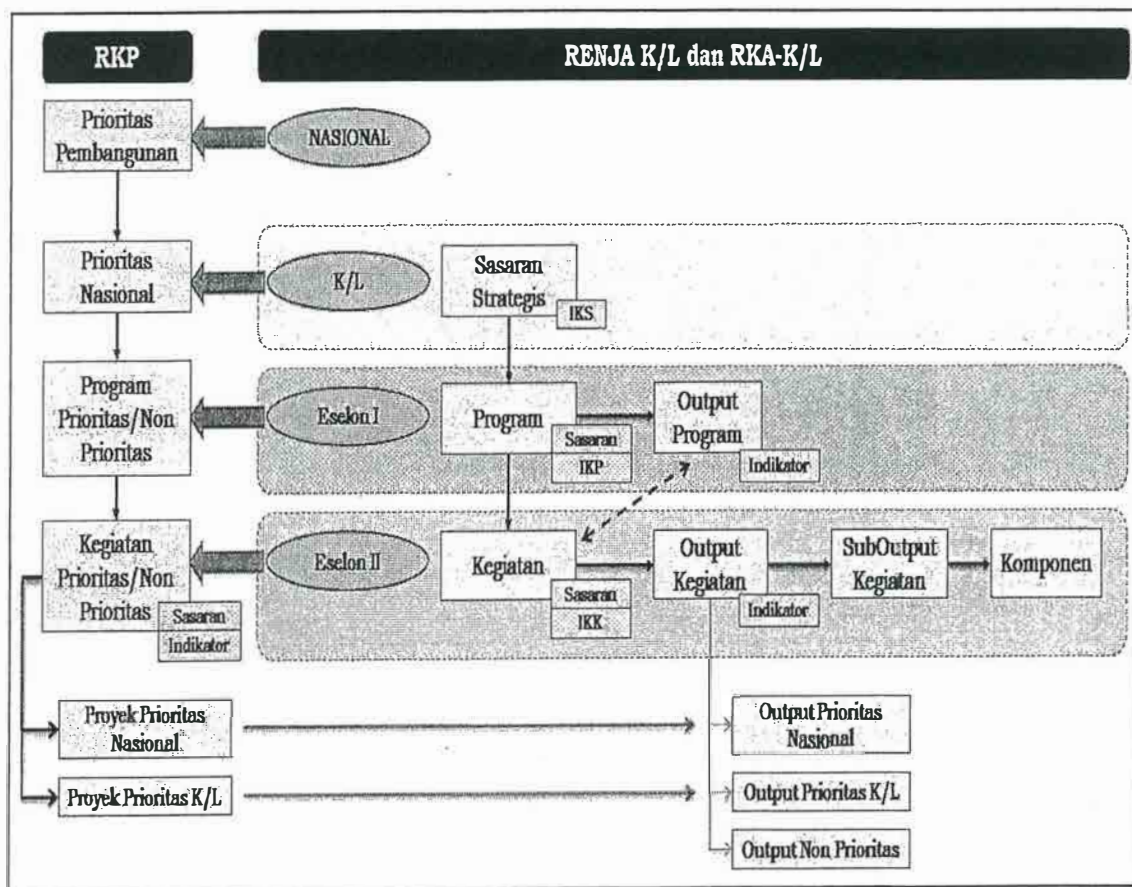 RKP
RENJA K/L dan RKA-K/L
Prioritas
Pembangunan
NASIONAL
Prioritas
Nasional
K/L
Sasaran
Strategis
IKS
Program
Prioritas/Non
Prioritas
Eselon I
Program
Sasaran
IKP
Output
Program
Indikator
Kegiatan
Prioritas/Non
Prioritas
Sasaran
Indikator
Eselon II
Kegiatan
Sasaran
IKK
Output
Kegiatan
Indikator
SubOutput
Kegiatan
Komponen
Proyek Prioritas
Nasional
Output Prioritas
Nasional
Proyek Prioritas K/L
Output Prioritas K/L
Output Non Prioritas